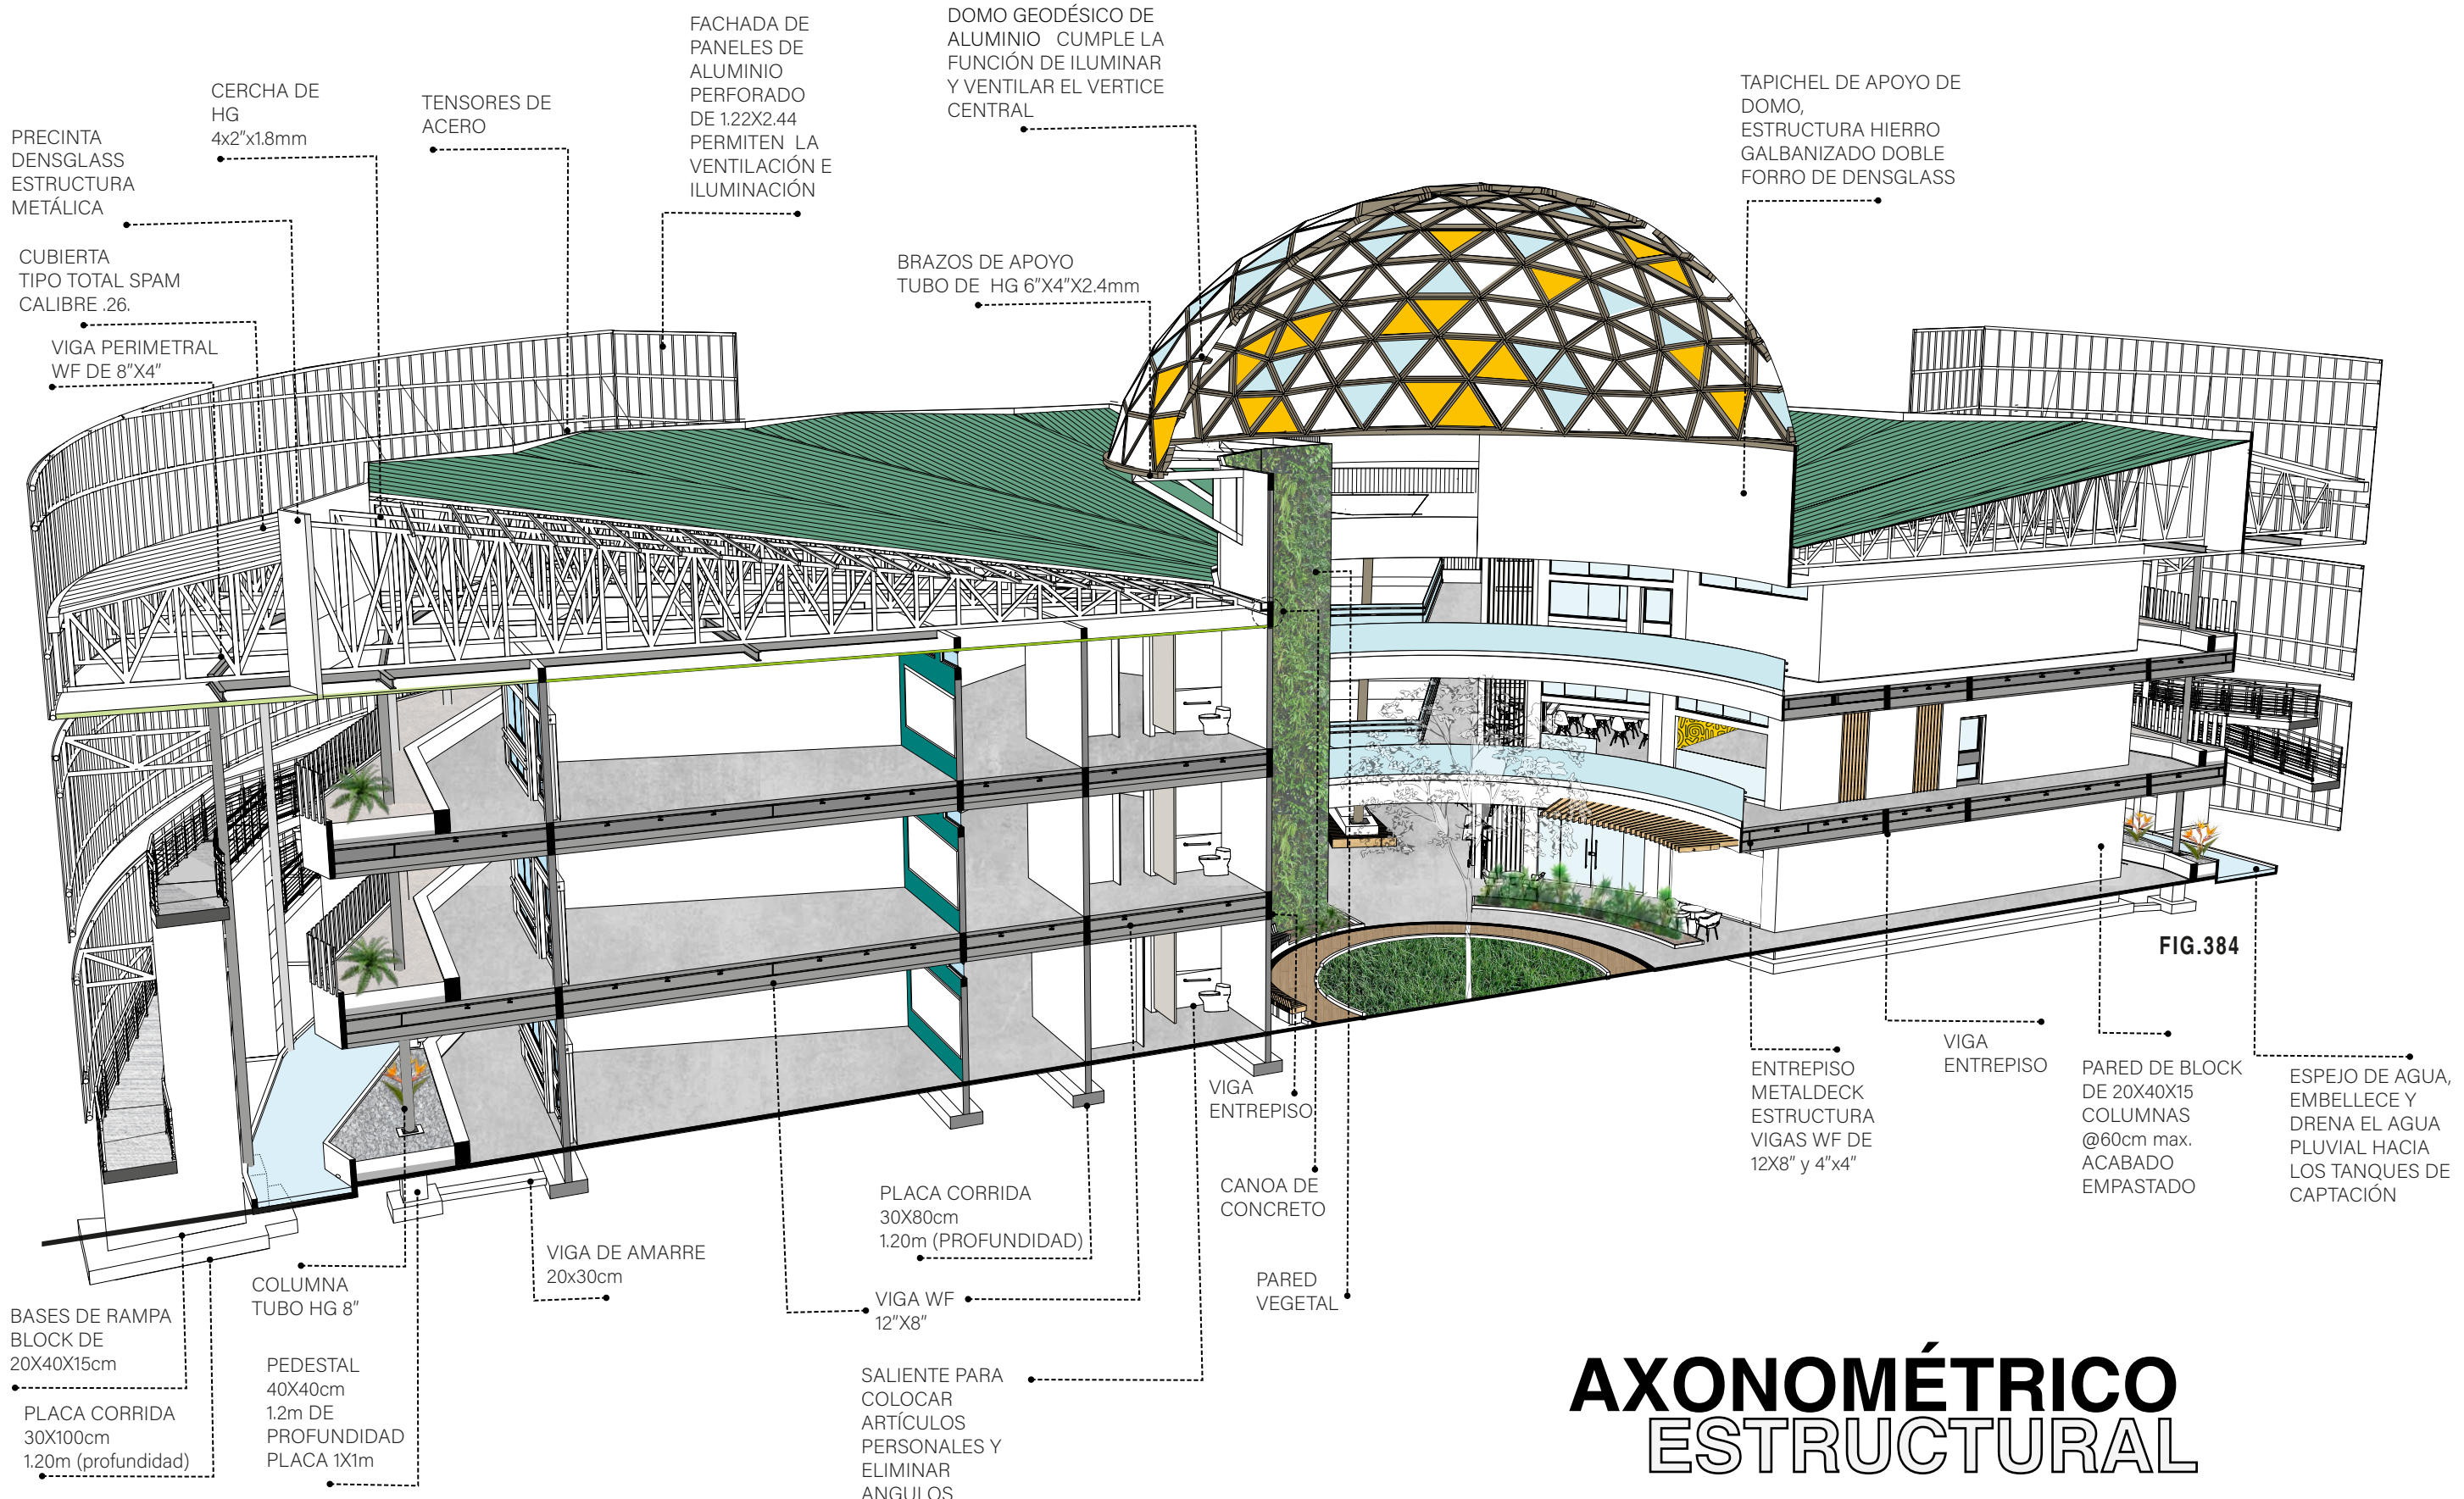 PRECINTA
DENSGLASS
ESTRUCTURA
METÁLICA
CERCHA DE
HG
4x2"x1.8mm
TENSORES DE
ACERO
FACHADA DE
PANELES DE
ALUMINIO
PERFORADO
DE 1.22X2.44
PERMITEN LA
VENTILACIÓN E
ILUMINACIÓN
DOMO GEODÉSICO DE
ALUMINIO CUMPLE LA
FUNCIÓN DE ILUMINAR
Y VENTILAR EL VERTICE
CENTRAL
TAPICHEL DE APOYO DE
DOMO,
ESTRUCTURA HIERRO
GALBANIZADO DOBLE
FORRO DE DENSGLASS
CUBIERTA
TIPO TOTAL SPAM
CALIBRE .26.
BRAZOS DE APOYO
TUBO DE HG 6"X4"X2.4mm
VIGA PERIMETRAL
WF DE 8"X4"
FIG.384
VIGA
ENTREPISO
CANOA DE
CONCRETO
PARED
VEGETAL
ENTREPISO
METALDECK
ESTRUCTURA
VIGAS WF DE
12X8" y 4"x4"
VIGA
ENTREPISO
PARED DE BLOCK
DE 20X40X15
COLUMNAS
@60cm max.
ACABADO
EMPASTADO
ESPEJO DE AGUA,
EMBELLECE Y
DRENA EL AGUA
PLUVIAL HACIA
LOS TANQUES DE
CAPTACIÓN
PLACA CORRIDA
30X80cm
1.20m (PROFUNDIDAD)
VIGA DE AMARRE
20x30cm
COLUMNA
TUBO HG 8"
VIGA WF
12"X8"
BASES DE RAMPA
BLOCK DE
20X40X15cm
PEDESTAL
40X40cm
1.2m DE
PROFUNDIDAD
PLACA 1X1m
PLACA CORRIDA
30X100cm
1.20m (profundidad)
SALIENTE PARA
COLOCAR
ARTÍCULOS
PERSONALES Y
ELIMINAR
ANGULOS
AXONOMÉTRICO
ESTRUCTURAL